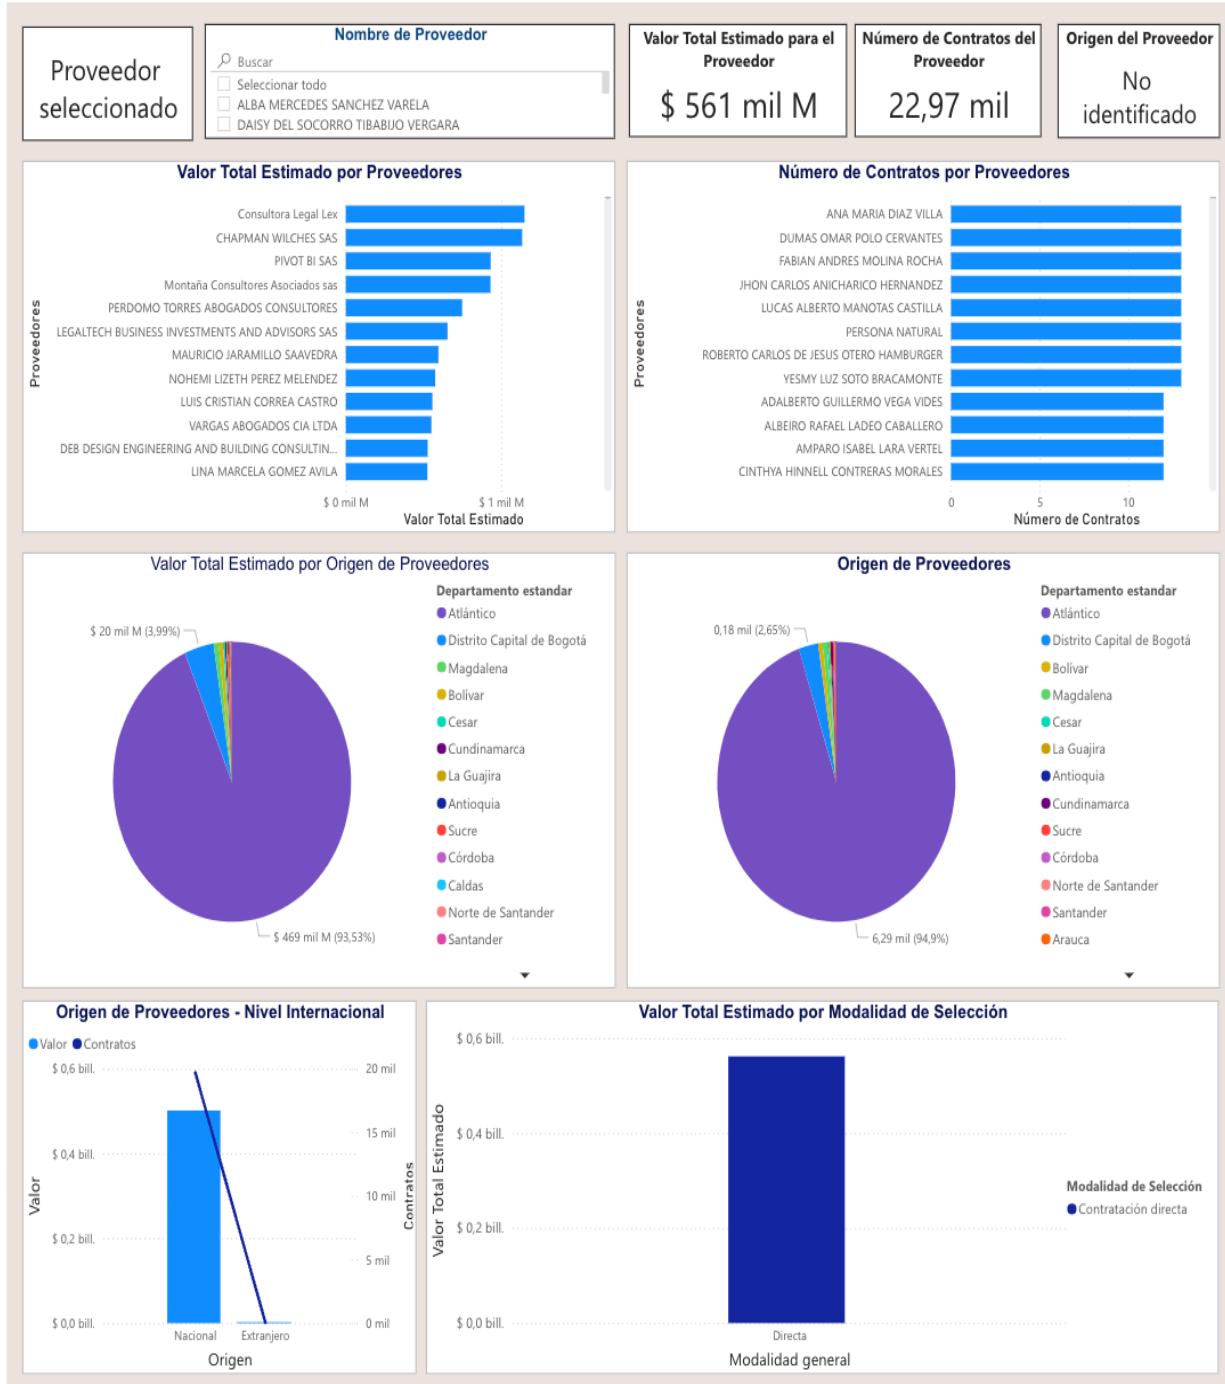 Proveedor
seleccionado
Nombre de Proveedor
Buscar
Seleccionar todo
ALBA MERCEDES SANCHEZ VARELA
DAISY DEL SOCORRO TIBABIJO VERGARA
Valor Total Estimado para el
Proveedor
$ 561 mil M
Número de Contratos del
Proveedor
22,97 mil
Origen del Proveedor
No
identificado
Valor Total Estimado por Proveedores
Proveedores
Consultora Legal Lex
CHAPMAN WILCHES SAS
PIVOT BI SAS
Montaña Consultores Asociados sas
PERDOMO TORRES ABOGADOS CONSULTORES
LEGALTECH BUSINESS INVESTMENTS AND ADVISORS SAS
MAURICIO JARAMILLO SAAVEDRA
NOHEMI LIZETH PEREZ MELENDEZ
LUIS CRISTIAN CORREA CASTRO
VARGAS ABOGADOS CIA LTDA
DEB DESIGN ENGINEERING AND BUILDING CONSULTIN...
LINA MARCELA GOMEZ AVILA
$ 0 mil M
$ 1 mil M
Valor Total Estimado
Número de Contratos por Proveedores
Proveedores
ANA MARIA DIAZ VILLA
DUMAS OMAR POLO CERVANTES
FABIAN ANDRES MOLINA ROCHA
JHON CARLOS ANICHARICO HERNANDEZ
LUCAS ALBERTO MANOTAS CASTILLA
PERSONA NATURAL
ROBERTO CARLOS DE JESUS OTERO HAMBURGER
YESMY LUZ SOTO BRACAMONTE
ADALBERTO GUILLERMO VEGA VIDES
ALBEIRO RAFAEL LADEO CABALLERO
AMPARO ISABEL LARA VERTEL
CINTHYA HINNELL CONTRERAS MORALES
0
5
10
Número de Contratos
Valor Total Estimado por Origen de Proveedores
$ 20 mil M (3,99%)
$ 469 mil M (93,53%)
Departamento estandar
Atlántico
Distrito Capital de Bogotá
Magdalena
Bolívar
Cesar
Cundinamarca
La Guajira
Antioquia
Sucre
Córdoba
Caldas
Norte de Santander
Santander
Origen de Proveedores
0,18 mil (2,65%)
6,29 mil (94,9%)
Departamento estandar
Atlántico
Distrito Capital de Bogotá
Bolívar
Magdalena
Cesar
La Guajira
Antioquia
Cundinamarca
Sucre
Córdoba
Norte de Santander
Santander
Arauca
Origen de Proveedores - Nivel Internacional
Valor
Contratos
$ 0,6 bill.
$ 0,4 bill.
$ 0,2 bill.
$ 0,0 bill.
Valor
20 mil
15 mil
10 mil
5 mil
0 mil
Contratos
Nacional
Extranjero
Origen
Valor Total Estimado por Modalidad de Selección
Valor Total Estimado
$ 0,6 bill.
$ 0,4 bill.
$ 0,2 bill.
$ 0,0 bill.
Directa
Modalidad general
Modalidad de Selección
Contratación directa